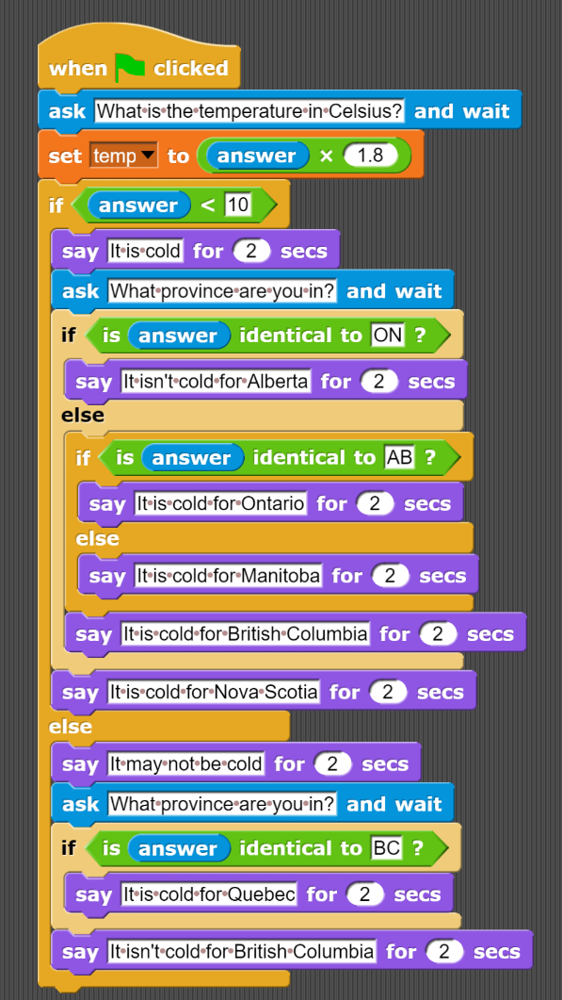 when clicked
ask What is the temperature in Celsius? and wait
set temp to answer × 1.8
if answer < 10
say It is cold for 2 secs
ask What province are you in? and wait
if is answer identical to ON ?
say It isn't cold for Alberta for 2 secs
else
if is answer identical to AB ?
say It is cold for Ontario for 2 secs
else
say It is cold for Manitoba for 2 secs
say It is cold for British Columbia for 2 secs
say It is cold for Nova Scotia for 2 secs
else
say It may not be cold for 2 secs
ask What province are you in? and wait
if is answer identical to BC ?
say It is cold for Quebec for 2 secs
say It isn't cold for British Columbia for 2 secs